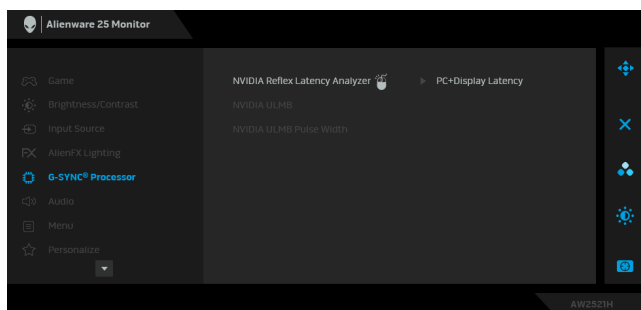 Alienware 25 Monitor
Game
Brightness/Contrast
Input Source
AlienFX Lighting
G-SYNC® Processor
Audio
Menu
Personalize
NVIDIA Reflex Latency Analyzer PC+Display Latency
NVIDIA ULMB
NVIDIA ULMB Pulse Width
AW2521H